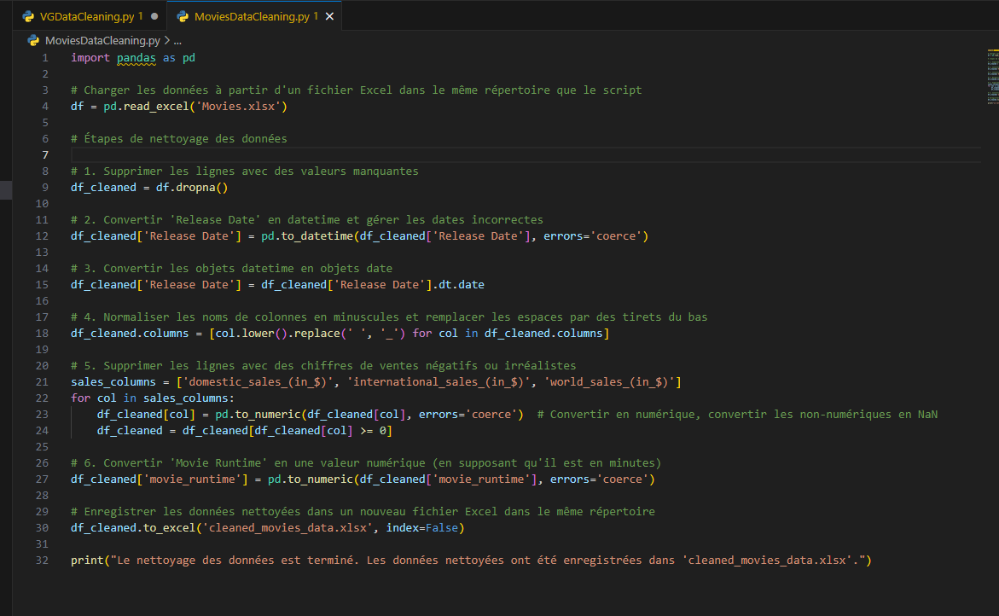 VGDataCleaning.py 1 ●
MoviesDataCleaning.py 1 ✕
MoviesDataCleaning.py > ...
1 import pandas as pd
2
3 # Charger les données à partir d'un fichier Excel dans le même répertoire que le script
4 df = pd.read_excel('Movies.xlsx')
5
6 # Étapes de nettoyage des données
7
8 # 1. Supprimer les lignes avec des valeurs manquantes
9 df_cleaned = df.dropna()
10
11 # 2. Convertir 'Release Date' en datetime et gérer les dates incorrectes
12 df_cleaned['Release Date'] = pd.to_datetime(df_cleaned['Release Date'], errors='coerce')
13
14 # 3. Convertir les objets datetime en objets date
15 df_cleaned['Release Date'] = df_cleaned['Release Date'].dt.date
16
17 # 4. Normaliser les noms de colonnes en minuscules et remplacer les espaces par des tirets du bas
18 df_cleaned.columns = [col.lower().replace(' ', '_') for col in df_cleaned.columns]
19
20 # 5. Supprimer les lignes avec des chiffres de ventes négatifs ou irréalistes
21 sales_columns = ['domestic_sales_(in_$)', 'international_sales_(in_$)', 'world_sales_(in_$)']
22 for col in sales_columns:
23     df_cleaned[col] = pd.to_numeric(df_cleaned[col], errors='coerce')  # Convertir en numérique, convertir les non-numériques en NaN
24     df_cleaned = df_cleaned[df_cleaned[col] >= 0]
25
26 # 6. Convertir 'Movie Runtime' en une valeur numérique (en supposant qu'il est en minutes)
27 df_cleaned['movie_runtime'] = pd.to_numeric(df_cleaned['movie_runtime'], errors='coerce')
28
29 # Enregistrer les données nettoyées dans un nouveau fichier Excel dans le même répertoire
30 df_cleaned.to_excel('cleaned_movies_data.xlsx', index=False)
31
32 print("Le nettoyage des données est terminé. Les données nettoyées ont été enregistrées dans 'cleaned_movies_data.xlsx'.")